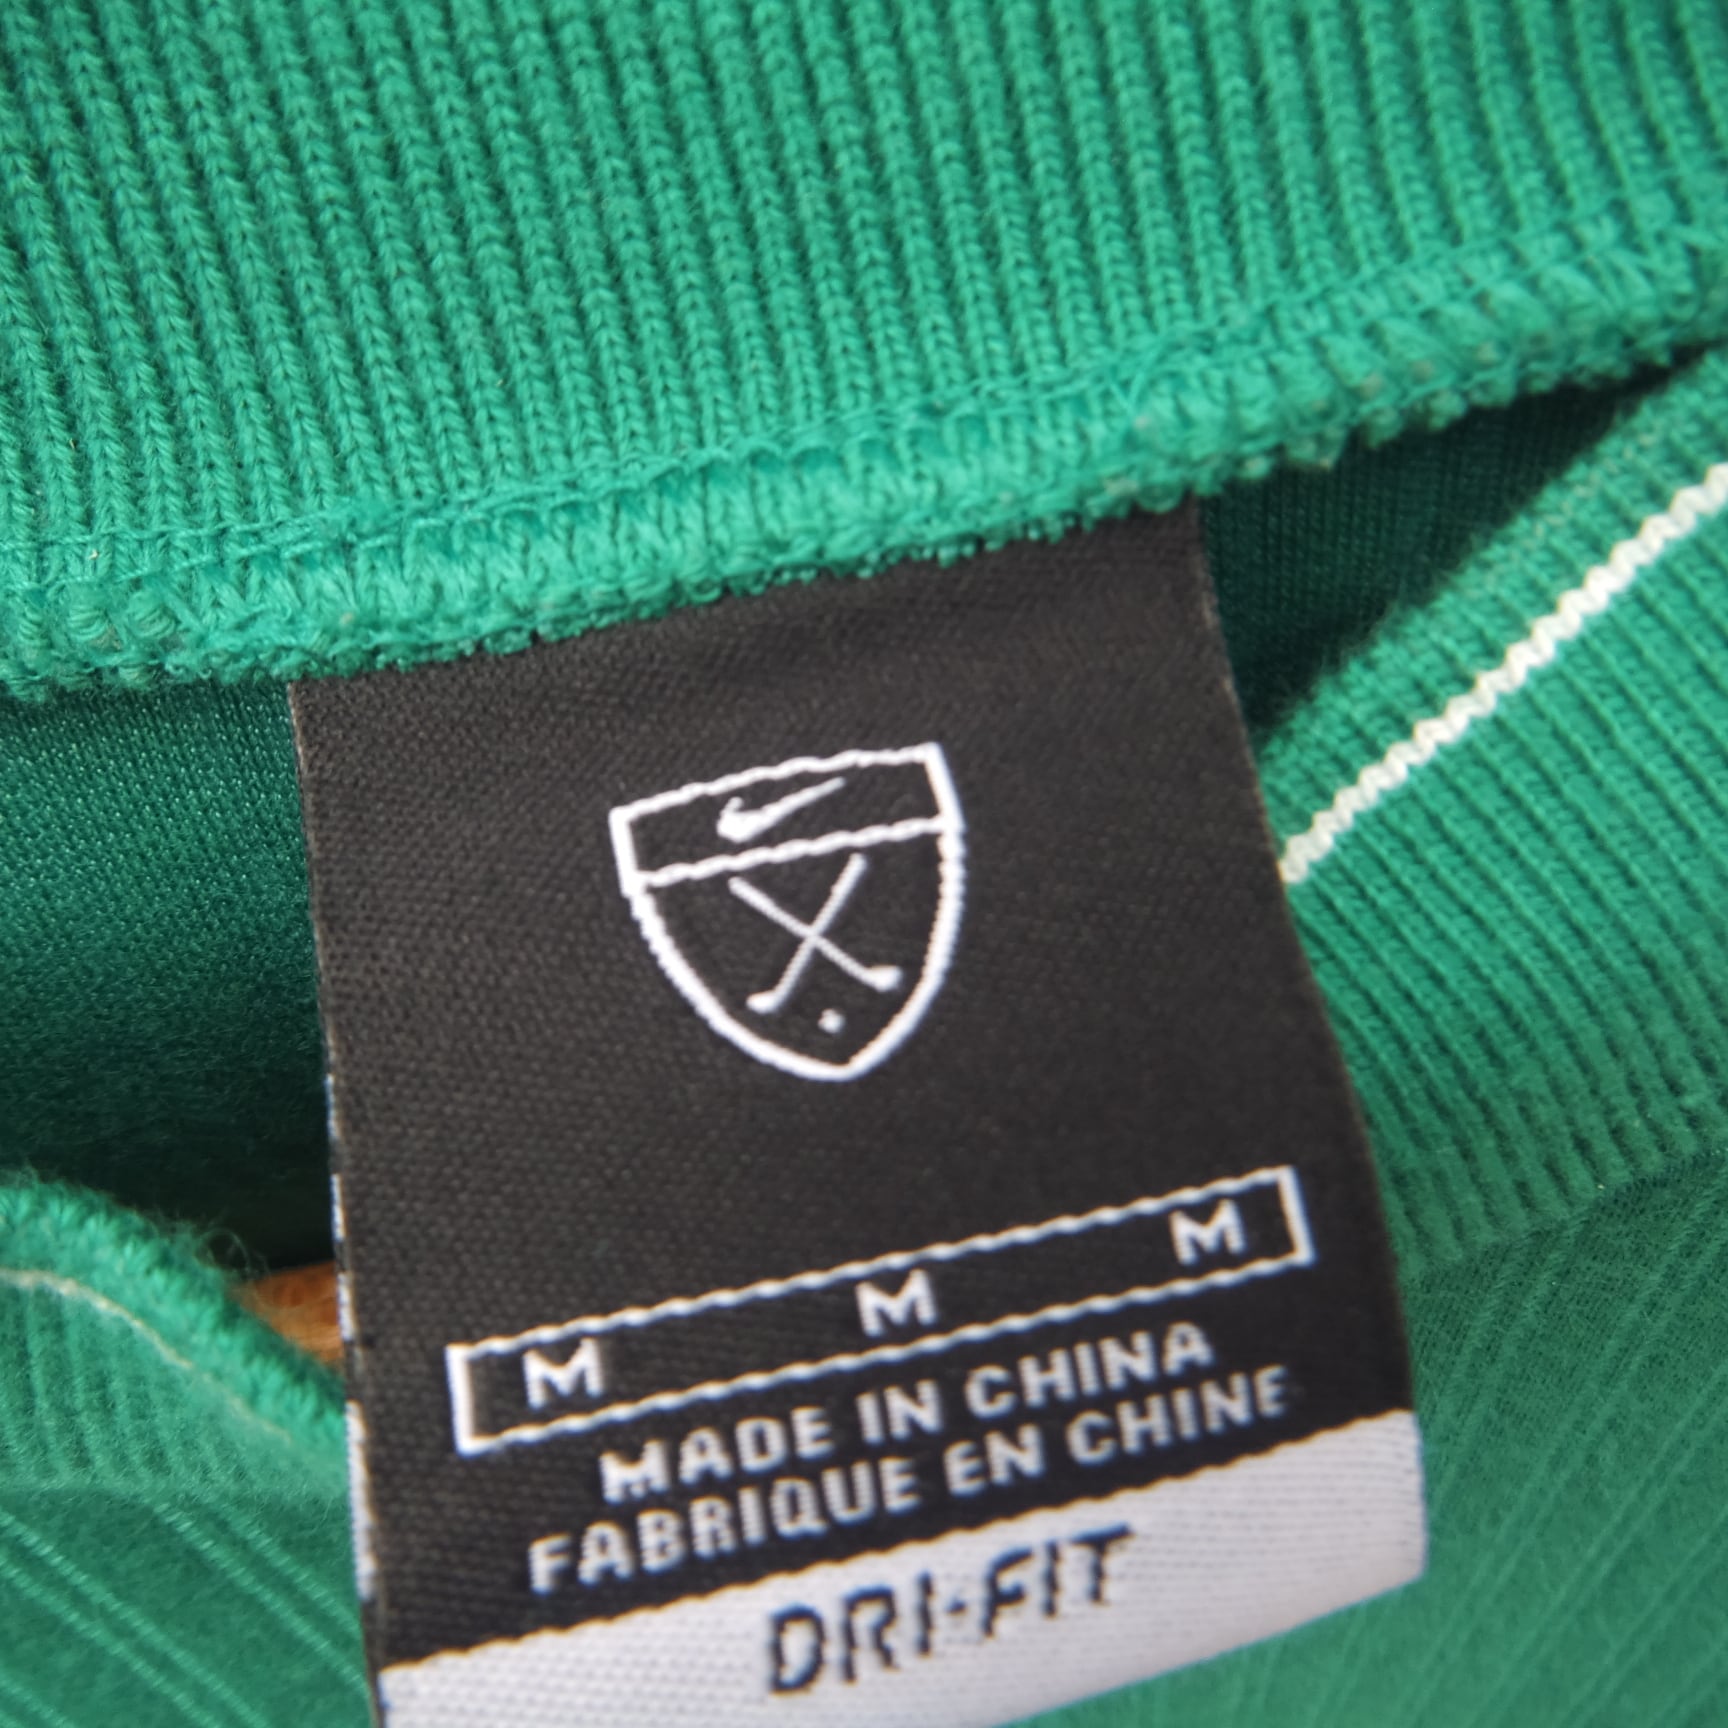 M M M
MADE IN CHINA
FABRIQUE EN CHINE
DRI-FIT